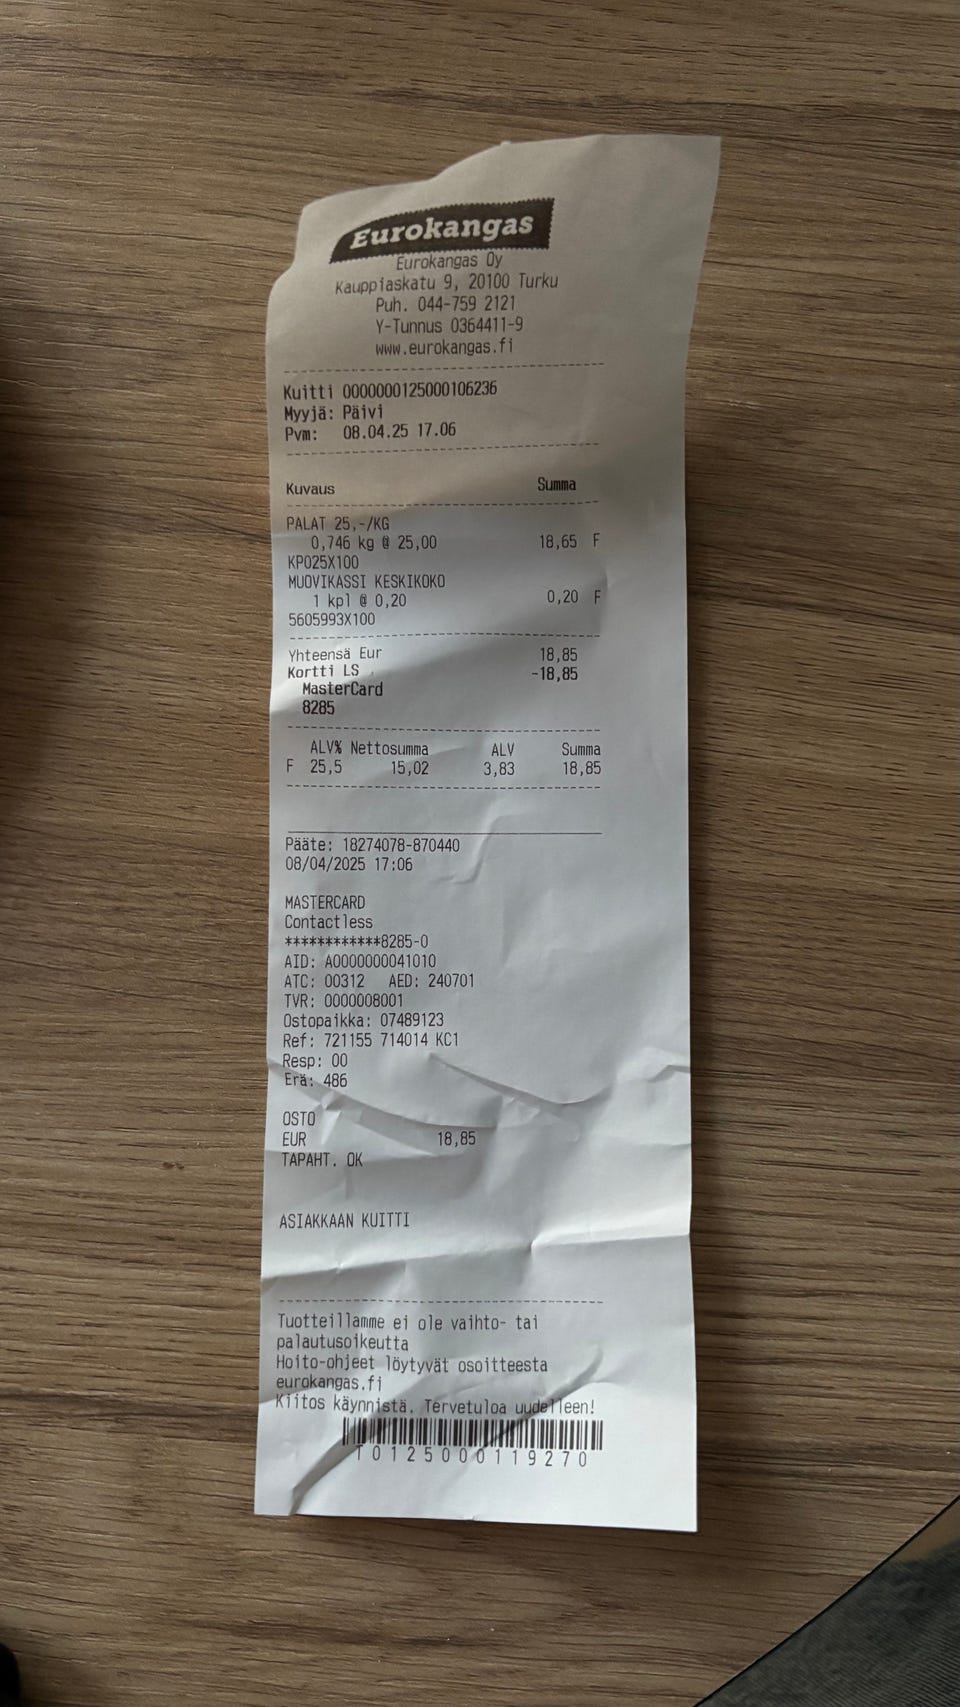 Eurokangas
Eurokangas Oy
Kauppiaskatu 9, 20100 Turku
Puh. 044-759 2121
Y-Tunnus 0364411-9
www.eurokangas.fi
Kuitti 0000000125000106236
Myyjä: Päivi
Pvm: 08.04.25 17.06
Kuvaus Summa
PALAT 25,-/KG
0,746 kg @ 25,00 18,65 F
KP025X100
MUOVIKASSI KESKIKOKO
1 kpl @ 0,20 0,20 F
5605993X100
Yhteensä Eur 18,85
Kortti LS -18,85
MasterCard
8285
ALV% Nettosumma ALV Summa
F 25,5 15,02 3,83 18,85
Pääte: 18274078-870440
08/04/2025 17:06
MASTERCARD
Contactless
************8285-0
AID: A0000000041010
ATC: 00312 AED: 240701
TVR: 0000008001
Ostopaikka: 07489123
Ref: 721155 714014 KC1
Resp: 00
Erä: 486
OSTO
EUR 18,85
TAPAHT. OK
ASIAKKAAN KUITTI
Tuotteillamme ei ole vaihto- tai
palautusoikeutta
Hoito-ohjeet löytyvät osoitteesta
eurokangas.fi
Kiitos käynnistä. Tervetuloa uudelleen!
T0125000119270